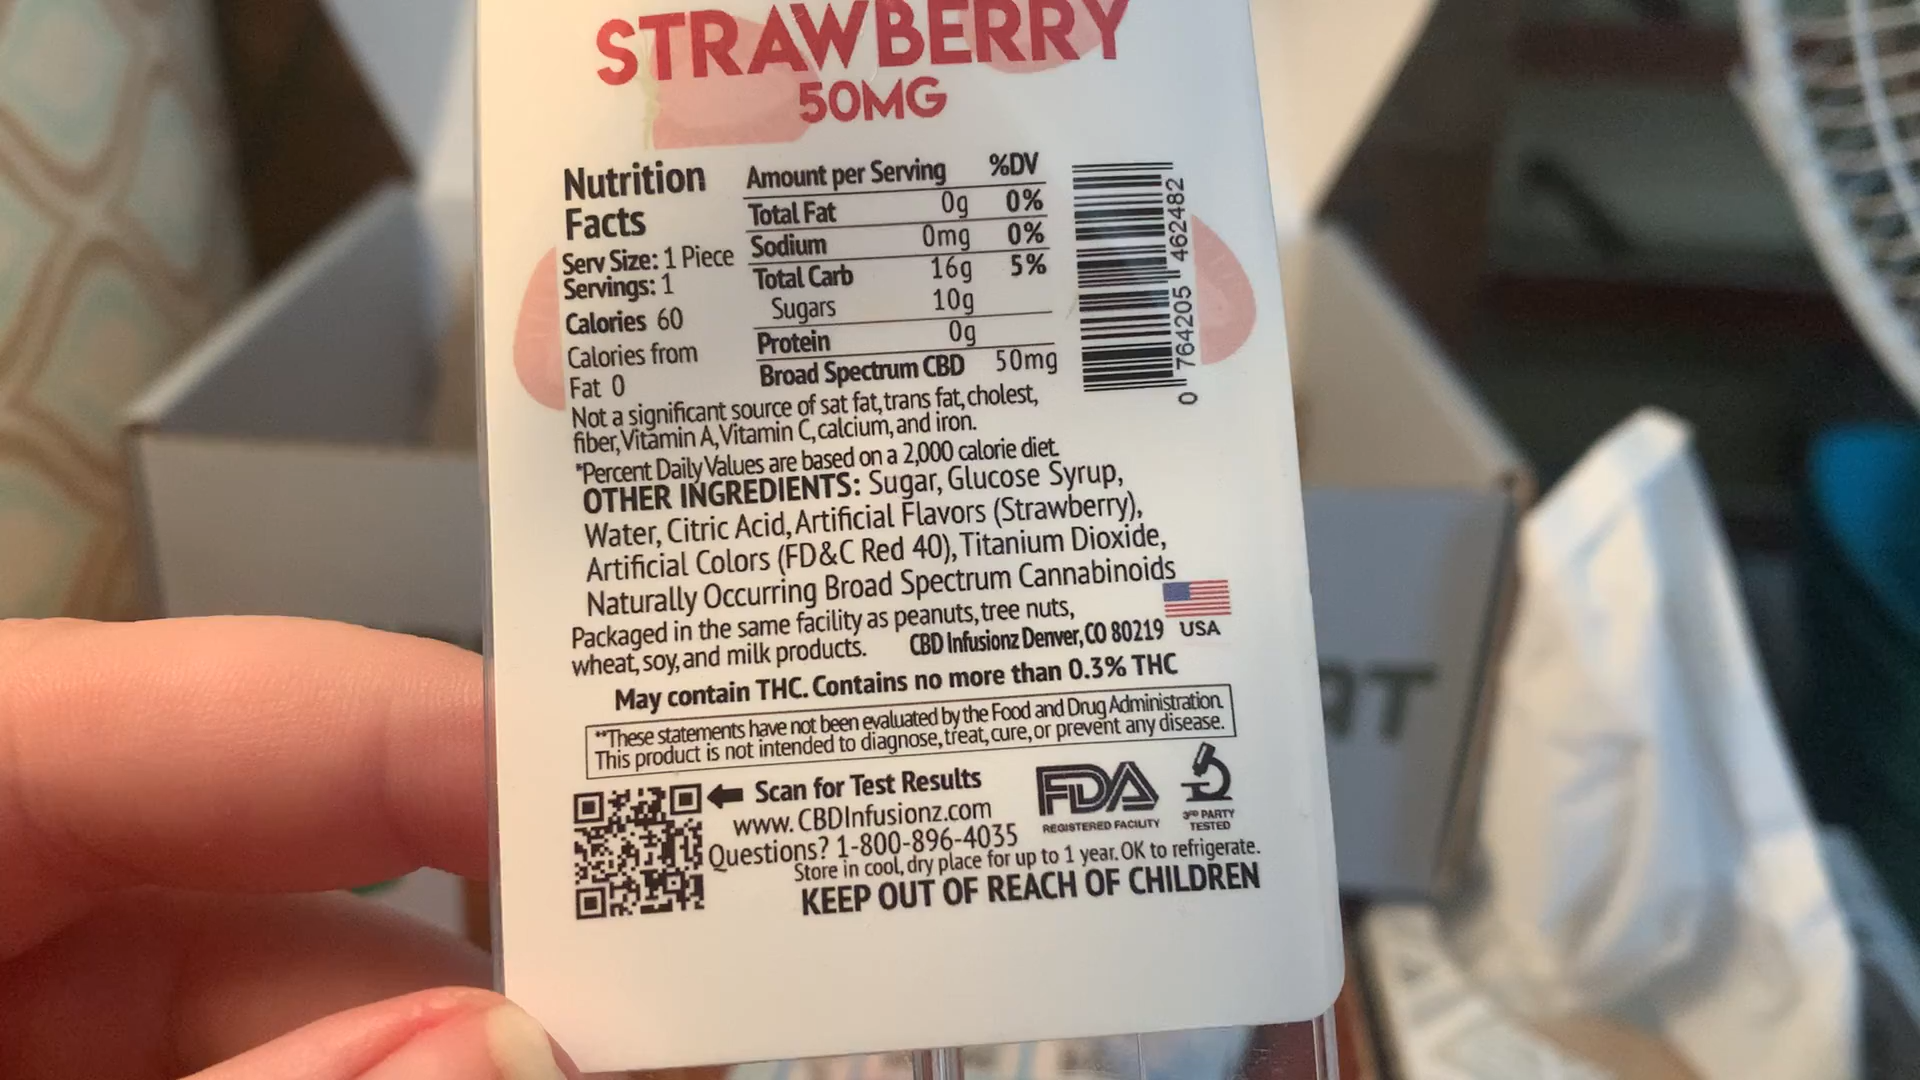 STRAWBERRY
50MG
Nutrition
Facts
Serv Size: 1 Piece
Servings: 1
Calories 60
Calories from
Fat 0
Amount per Serving %DV
Total Fat 0g 0%
Sodium 0mg 0%
Total Carb 16g 5%
Sugars 10g
Protein 0g
Broad Spectrum CBD 50mg
0 764205 462482
Not a significant source of sat fat, trans fat, cholest,
fiber, Vitamin A, Vitamin C, calcium, and iron.
*Percent Daily Values are based on a 2,000 calorie diet.
OTHER INGREDIENTS: Sugar, Glucose Syrup,
Water, Citric Acid, Artificial Flavors (Strawberry),
Artificial Colors (FD&C Red 40), Titanium Dioxide,
Naturally Occurring Broad Spectrum Cannabinoids
Packaged in the same facility as peanuts, tree nuts,
wheat, soy, and milk products. CBD Infusionz Denver, CO 80219 USA
May contain THC. Contains no more than 0.3% THC
**These statements have not been evaluated by the Food and Drug Administration.
This product is not intended to diagnose, treat, cure, or prevent any disease.
Scan for Test Results
www.CBDInfusionz.com
Questions? 1-800-896-4035
FDA
REGISTERED FACILITY
3RD PARTY
TESTED
Store in cool, dry place for up to 1 year. OK to refrigerate.
KEEP OUT OF REACH OF CHILDREN